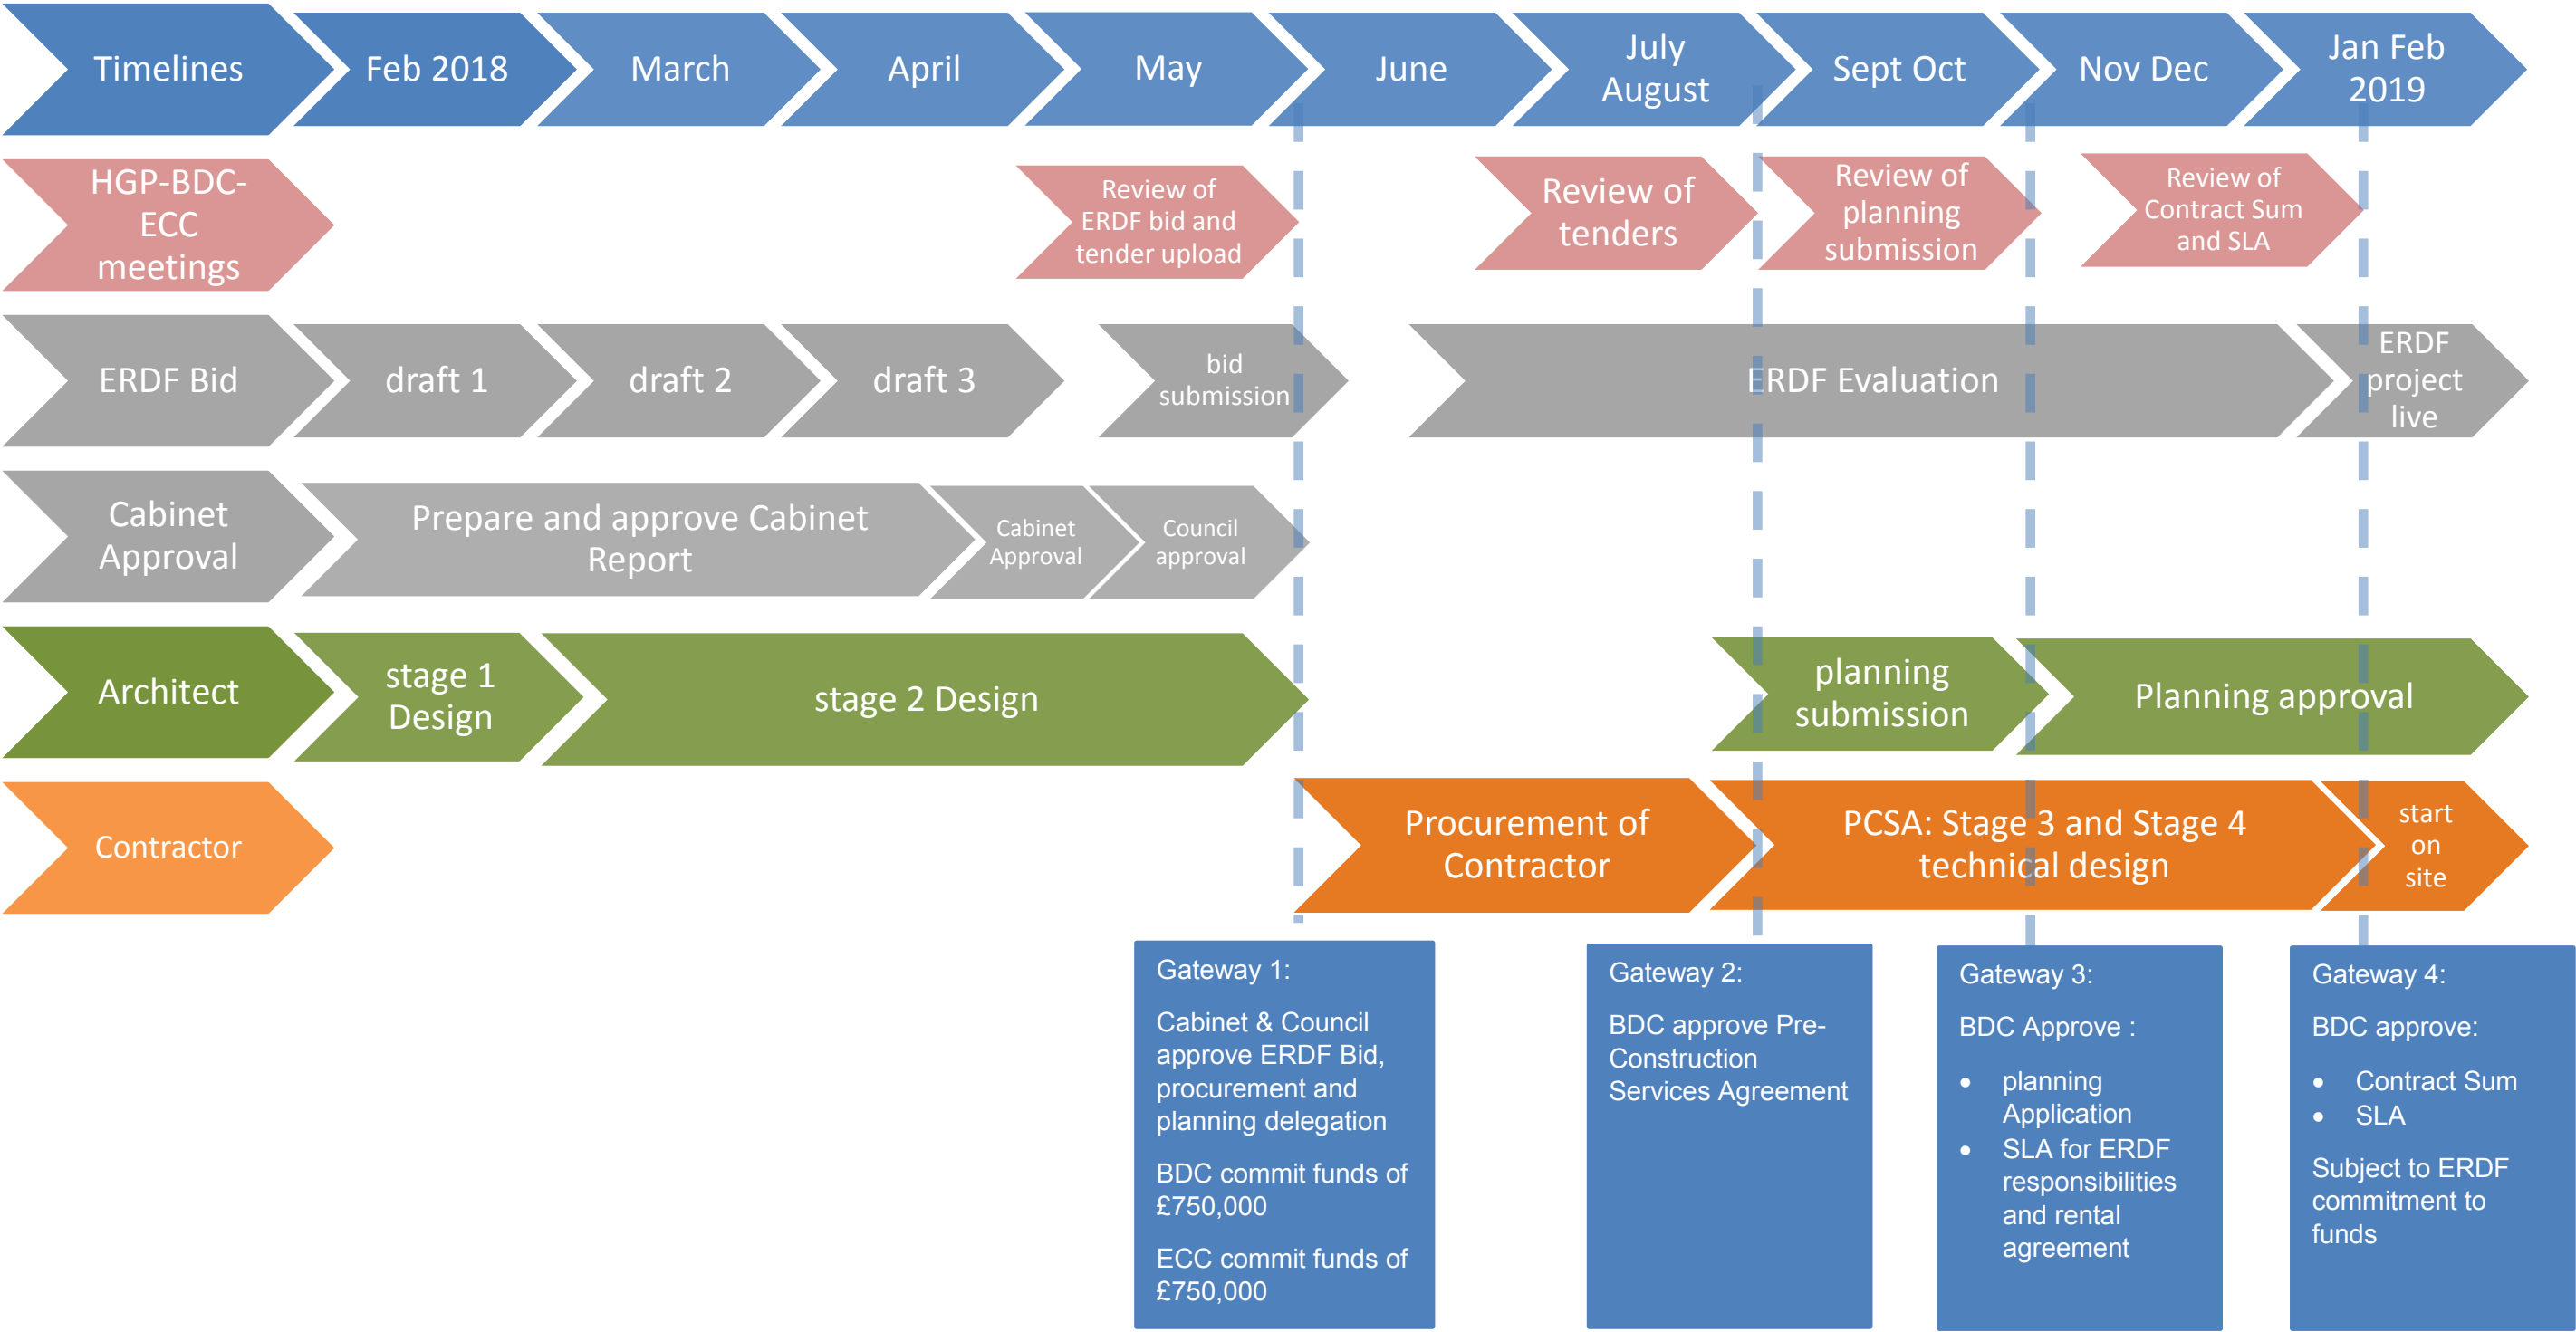 Timelines
Feb 2018
March
April
May
June
July
August
Sept Oct
Nov Dec
Jan Feb
2019
HGP-BDC-
ECC
meetings
Review of
ERDF bid and
tender upload
Review of
tenders
Review of
planning
submission
Review of
Contract Sum
and SLA
ERDF Bid
draft 1
draft 2
draft 3
bid
submission
ERDF Evaluation
ERDF
project
live
Cabinet
Approval
Prepare and approve Cabinet
Report
Cabinet
Approval
Council
approval
Architect
stage 1
Design
stage 2 Design
planning
submission
Planning approval
Contractor
Procurement of
Contractor
PCSA: Stage 3 and Stage 4
technical design
start
on
site
Gateway 1:
Cabinet & Council
approve ERDF Bid,
procurement and
planning delegation
BDC commit funds of
£750,000
ECC commit funds of
£750,000
Gateway 2:
BDC approve Pre-
Construction
Services Agreement
Gateway 3:
BDC Approve :
• planning
Application
• SLA for ERDF
responsibilities
and rental
agreement
Gateway 4:
BDC approve:
• Contract Sum
• SLA
Subject to ERDF
commitment to
funds